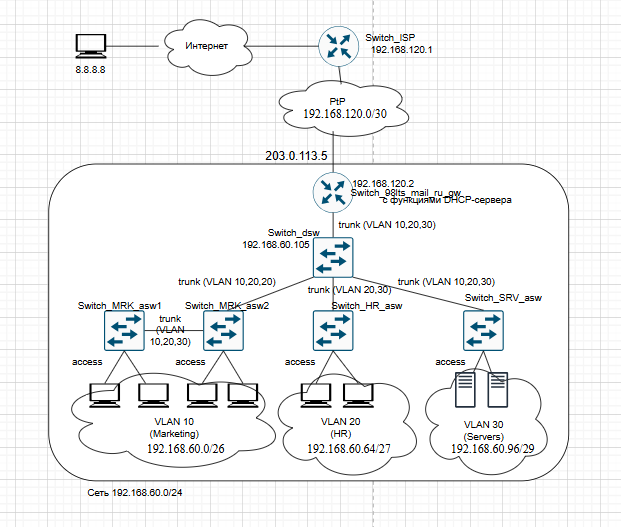 Switch_ISP
192.168.120.1
Интернет
8.8.8.8
PtP
192.168.120.0/30
203.0.113.5
192.168.120.2
Switch_98lts_mail_ru_gw
с функциями DHCP-сервера
trunk (VLAN 10,20,30)
Switch_dsw
192.168.60.105
trunk (VLAN 10,20,20)
trunk (VLAN 20,30)
trunk (VLAN 10,20,30)
Switch_MRK_asw1
Switch_MRK_asw2
Switch_HR_asw
Switch_SRV_asw
trunk
(VLAN
10,20,30)
access
access
access
access
VLAN 10
(Marketing)
192.168.60.0/26
VLAN 20
(HR)
192.168.60.64/27
VLAN 30
(Servers)
192.168.60.96/29
Сеть 192.168.60.0/24